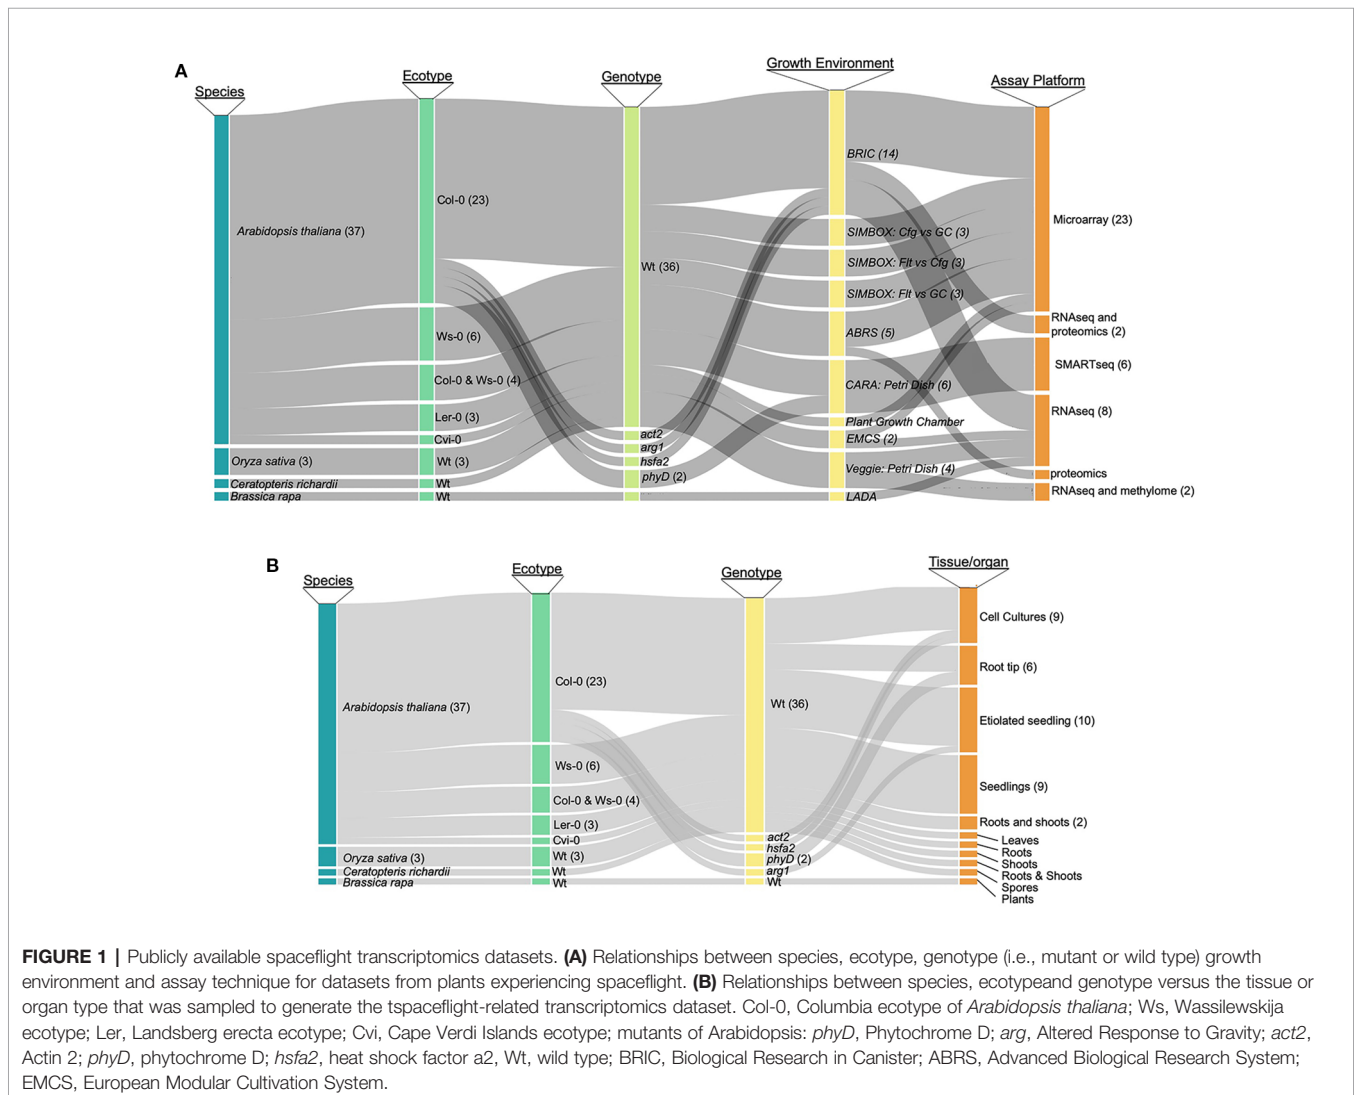 A
Species
Ecotype
Genotype
Growth Environment
Assay Platform
Arabidopsis thaliana (37)
Oryza sativa (3)
Ceratopteris richardii
Brassica rapa
Col-0 (23)
Ws-0 (6)
Col-0 & Ws-0 (4)
Ler-0 (3)
Cvi-0
Wt (3)
Wt
Wt
Wt (36)
act2
arg1
hsfa2
phyD (2)
BRIC (14)
SIMBOX: Cfg vs GC (3)
SIMBOX: Flt vs Cfg (3)
SIMBOX: Flt vs GC (3)
ABRS (5)
CARA: Petri Dish (6)
Plant Growth Chamber
EMCS (2)
Veggie: Petri Dish (4)
LADA
Microarray (23)
RNAseq and
proteomics (2)
SMARTseq (6)
RNAseq (8)
proteomics
RNAseq and methylome (2)
B
Species
Ecotype
Genotype
Tissue/organ
Arabidopsis thaliana (37)
Oryza sativa (3)
Ceratopteris richardii
Brassica rapa
Col-0 (23)
Ws-0 (6)
Col-0 & Ws-0 (4)
Ler-0 (3)
Cvi-0
Wt (3)
Wt
Wt
Wt (36)
act2
hsfa2
phyD (2)
arg1
Wt
Cell Cultures (9)
Root tip (6)
Etiolated seedling (10)
Seedlings (9)
Roots and shoots (2)
Leaves
Roots
Shoots
Roots & Shoots
Spores
Plants
FIGURE 1 | Publicly available spaceflight transcriptomics datasets. (A) Relationships between species, ecotype, genotype (i.e., mutant or wild type) growth
environment and assay technique for datasets from plants experiencing spaceflight. (B) Relationships between species, ecotypeand genotype versus the tissue or
organ type that was sampled to generate the tspaceflight-related transcriptomics dataset. Col-0, Columbia ecotype of Arabidopsis thaliana; Ws, Wassilewskija
ecotype; Ler, Landsberg erecta ecotype; Cvi, Cape Verdi Islands ecotype; mutants of Arabidopsis: phyD, Phytochrome D; arg, Altered Response to Gravity; act2,
Actin 2; phyD, phytochrome D; hsfa2, heat shock factor a2, Wt, wild type; BRIC, Biological Research in Canister; ABRS, Advanced Biological Research System;
EMCS, European Modular Cultivation System.